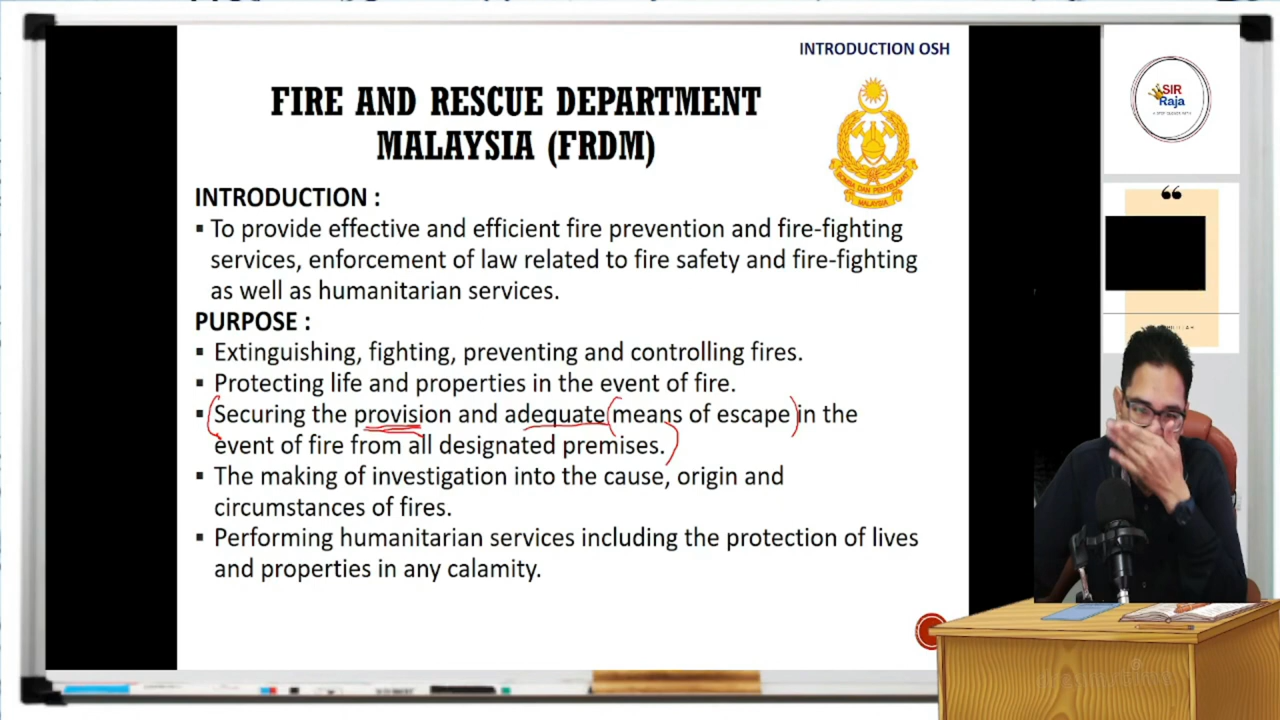 INTRODUCTION OSH
FIRE AND RESCUE DEPARTMENT
MALAYSIA (FRDM)
BOMBA DAN PENYELAMAT
MALAYSIA
INTRODUCTION :
▪ To provide effective and efficient fire prevention and fire-fighting
services, enforcement of law related to fire safety and fire-fighting
as well as humanitarian services.
PURPOSE :
▪ Extinguishing, fighting, preventing and controlling fires.
▪ Protecting life and properties in the event of fire.
▪ Securing the provision and adequate means of escape in the
event of fire from all designated premises.
▪ The making of investigation into the cause, origin and
circumstances of fires.
▪ Performing humanitarian services including the protection of lives
and properties in any calamity.
SIR
Raja